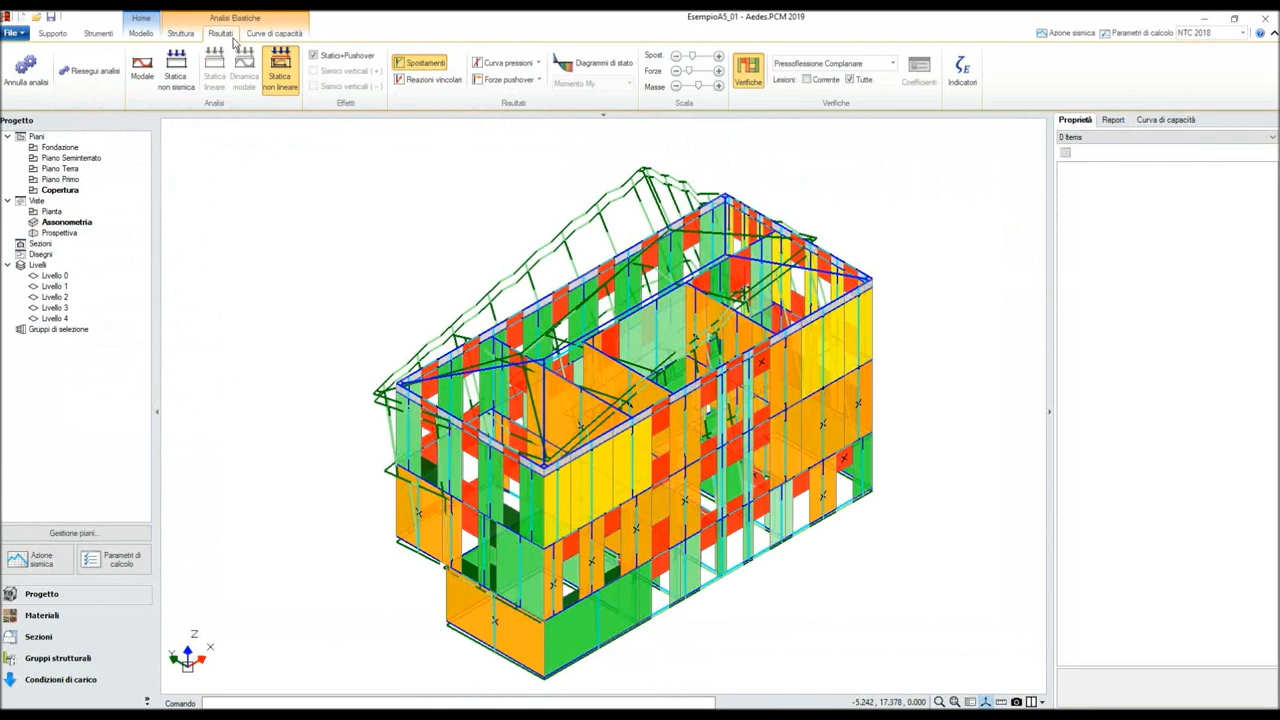 Home
Analisi Elastiche
EsempioA5_01 - Aedes.PCM 2019
File
Supporto
Strumenti
Modello
Struttura
Risultati
Curve di capacità
Azione sismica
Parametri di calcolo
NTC 2018
Annulla analisi
Riesegui analisi
Modale
Statica non sismica
Statica lineare
Dinamica modale
Statica non lineare
Analisi
Statici+Pushover
Sismici verticali (+)
Sismici verticali (-)
Effetti
Spostamenti
Reazioni vincolari
Curva pressioni
Forze pushover
Diagrammi di stato
Momento My
Risultati
Spost.
Forze
Masse
Scala
Verifiche
Pressoflessione Complanare
Lesioni:
Corrente
Tutte
Coefficienti
Verifiche
Indicatori
Progetto
Piani
Fondazione
Piano Seminterrato
Piano Terra
Piano Primo
Copertura
Viste
Pianta
Assonometria
Prospettiva
Sezioni
Disegni
Livelli
Livello 0
Livello 1
Livello 2
Livello 3
Livello 4
Gruppi di selezione
Gestione piani...
Azione sismica
Parametri di calcolo
Progetto
Materiali
Sezioni
Gruppi strutturali
Condizioni di carico
Z
X
Comando
-5.242, 17.378, 0.000
Proprietà
Report
Curva di capacità
0 Items